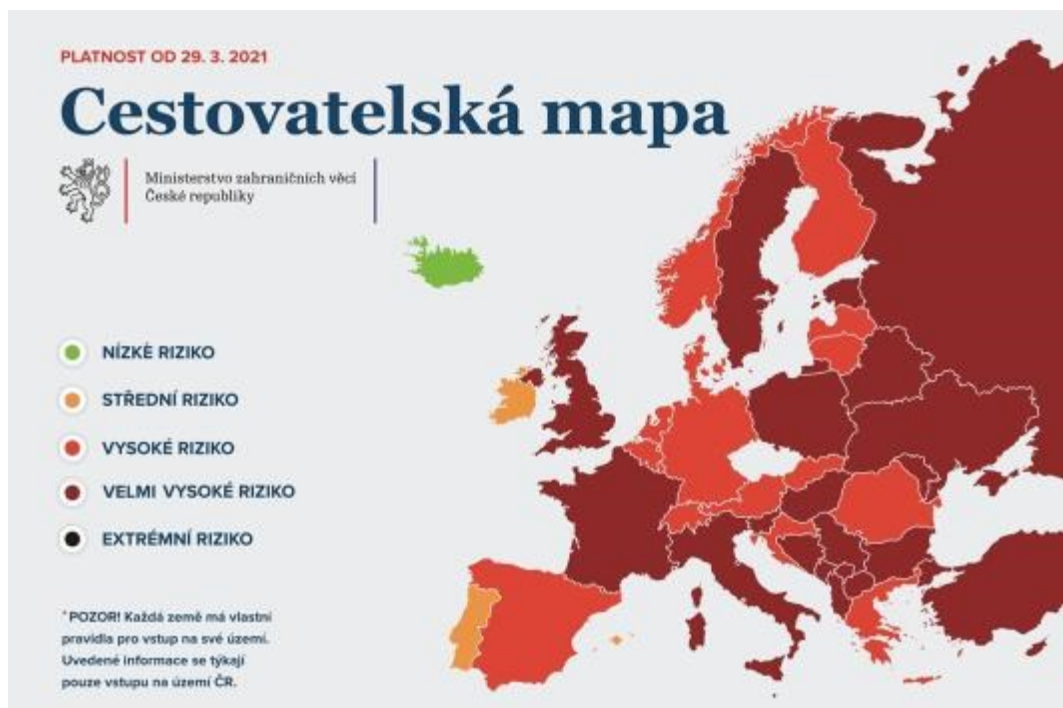 PLATNOST OD 29. 3. 2021
Cestovatelská mapa
Ministerstvo zahraničních věcí
České republiky
NÍZKÉ RIZIKO
STŘEDNÍ RIZIKO
VYSOKÉ RIZIKO
VELMI VYSOKÉ RIZIKO
EXTRÉMNÍ RIZIKO
*POZOR! Každá země má vlastní
pravidla pro vstup na své území.
Uvedené informace se týkají
pouze vstupu na území ČR.